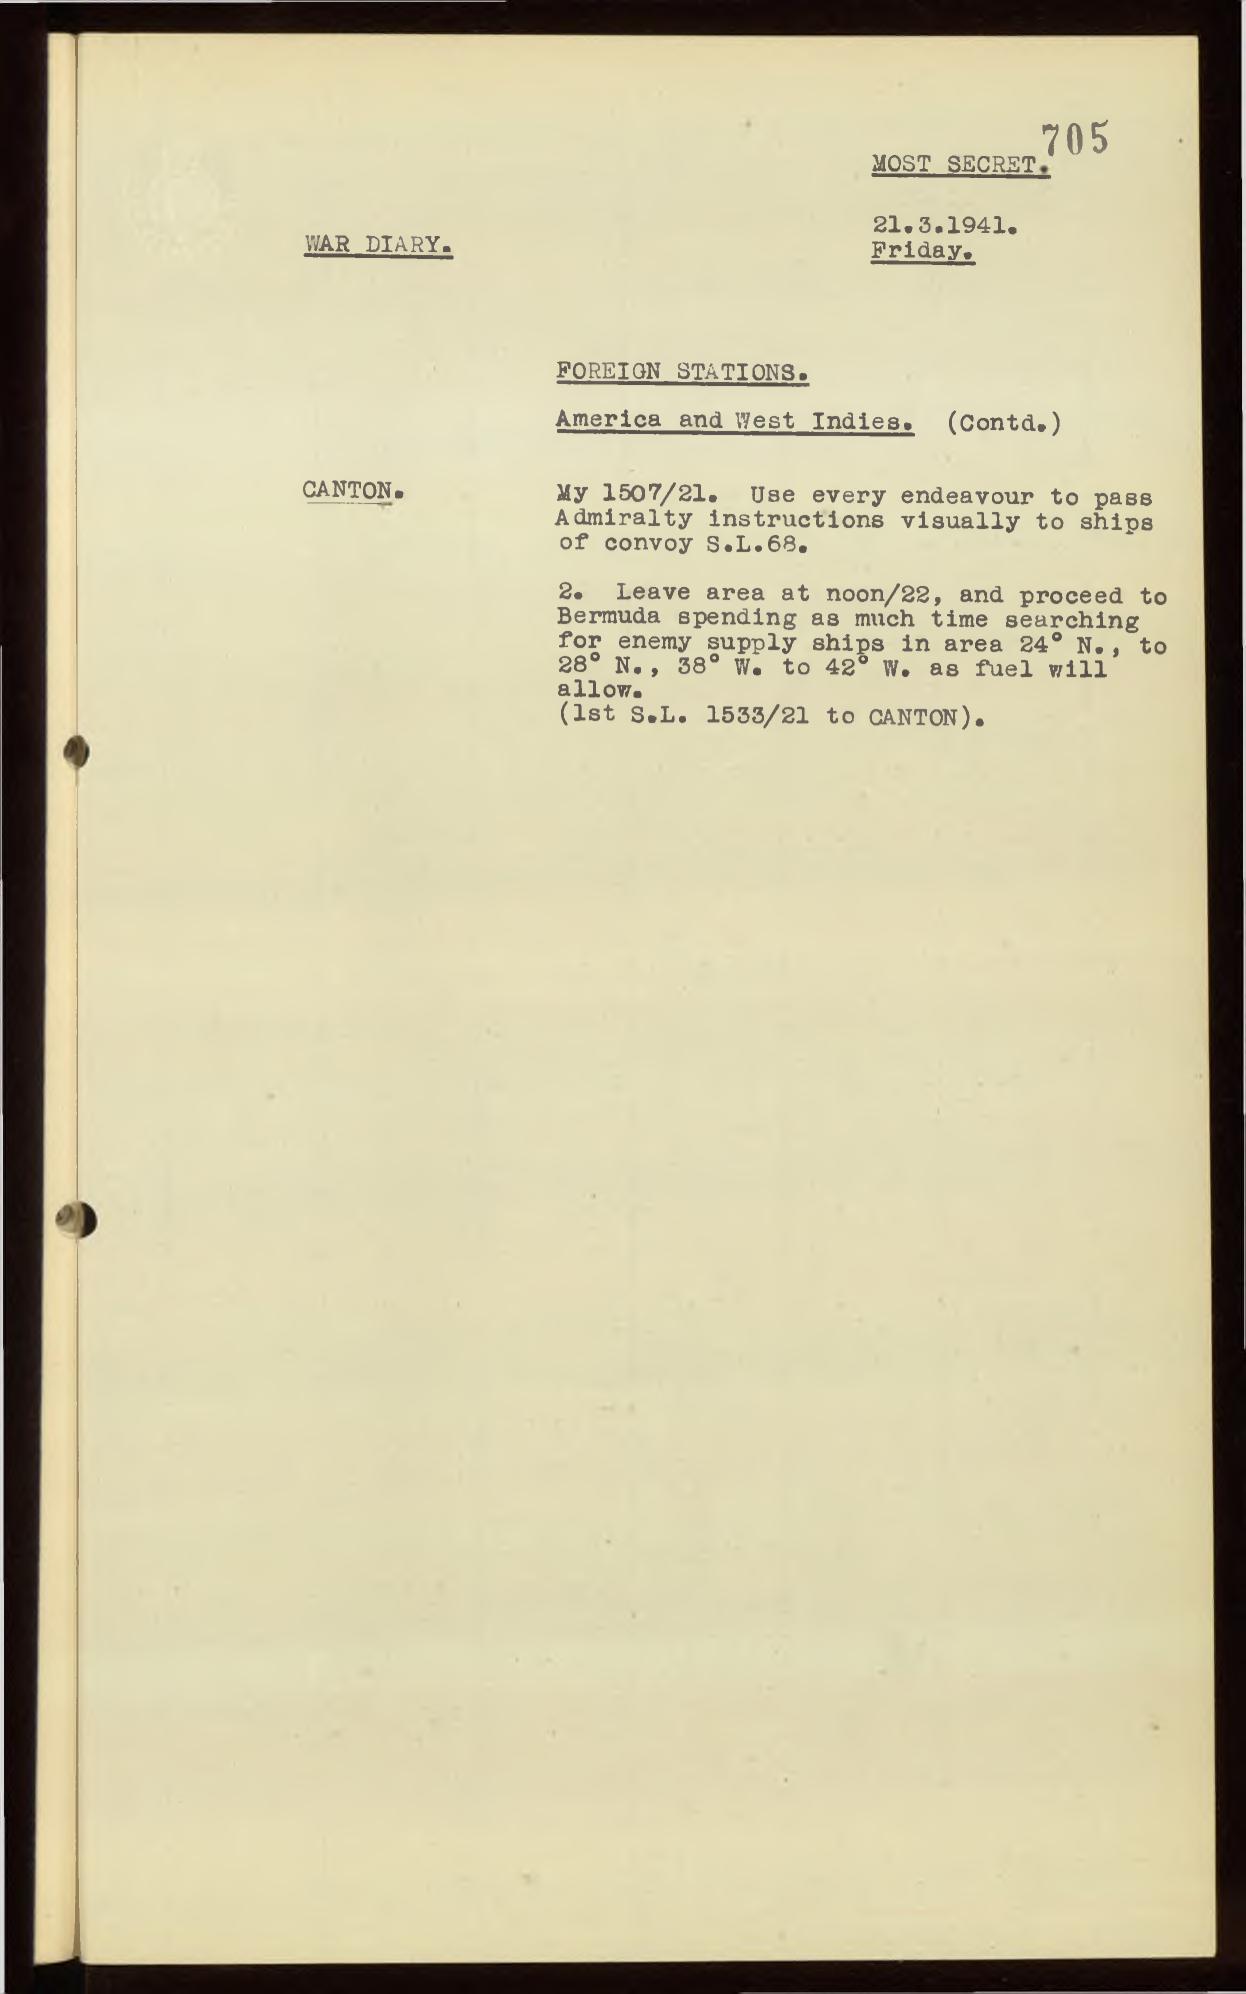 705
MOST SECRET.
21.3.1941.
Friday.
WAR DIARY.
FOREIGN STATIONS.
America and West Indies. (Contd.)
CANTON.
My 1507/21. Use every endeavour to pass
Admiralty instructions visually to ships
of convoy S.L.68.
2. Leave area at noon/22, and proceed to
Bermuda spending as much time searching
for enemy supply ships in area 24° N., to
28° N., 38° W. to 42° W. as fuel will
allow.
(1st S.L. 1533/21 to CANTON).